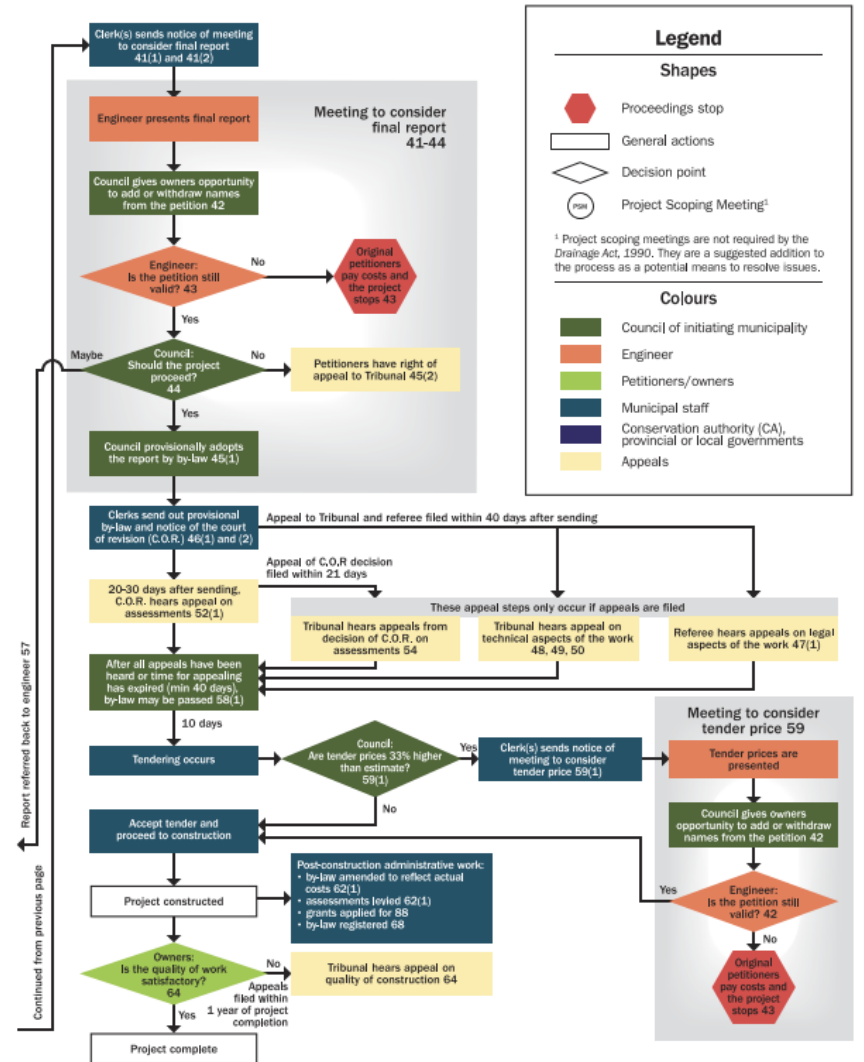 Clerk(s) sends notice of meeting
to consider final report
41(1) and 41(2)
Engineer presents final report
Meeting to consider
final report
41-44
Council gives owners opportunity
to add or withdraw names
from the petition 42
Engineer:
Is the petition still
valid? 43
No
Original
petitioners
pay costs and
the project
stops 43
Yes
Maybe
Council:
Should the project
proceed?
44
No
Petitioners have right of
appeal to Tribunal 45(2)
Yes
Council provisionally adopts
the report by by-law 45(1)
Legend
Shapes
Proceedings stop
General actions
Decision point
PSM
Project Scoping Meeting¹
¹ Project scoping meetings are not required by the
Drainage Act, 1990. They are a suggested addition to
the process as a potential means to resolve issues.
Colours
Council of initiating municipality
Engineer
Petitioners/owners
Municipal staff
Conservation authority (CA),
provincial or local governments
Appeals
Clerks send out provisional
by-law and notice of the court
of revision (C.O.R.) 46(1) and (2)
Appeal to Tribunal and referee filed within 40 days after sending
Appeal of C.O.R decision
filed within 21 days
20-30 days after sending,
C.O.R. hears appeal on
assessments 52(1)
These appeal steps only occur if appeals are filed
Tribunal hears appeals from
decision of C.O.R. on
assessments 54
Tribunal hears appeal on
technical aspects of the work
48, 49, 50
Referee hears appeals on legal
aspects of the work 47(1)
After all appeals have been
heard or time for appealing
has expired (min 40 days),
by-law may be passed 58(1)
10 days
Tendering occurs
Council:
Are tender prices 33% higher
than estimate?
59(1)
Yes
Clerk(s) sends notice of
meeting to consider
tender price 59(1)
No
Meeting to consider
tender price 59
Tender prices are
presented
Council gives owners
opportunity to add or withdraw
names from the petition 42
Yes
Engineer:
Is the petition still
valid? 42
No
Original
petitioners
pay costs and
the project
stops 43
Accept tender and
proceed to construction
Project constructed
Post-construction administrative work:
• by-law amended to reflect actual
costs 62(1)
• assessments levied 62(1)
• grants applied for 88
• by-law registered 68
Owners:
Is the quality of work
satisfactory?
64
No
Appeals
filed within
1 year of project
completion
Tribunal hears appeal on
quality of construction 64
Yes
Project complete
Report referred back to engineer 57
Continued from previous page